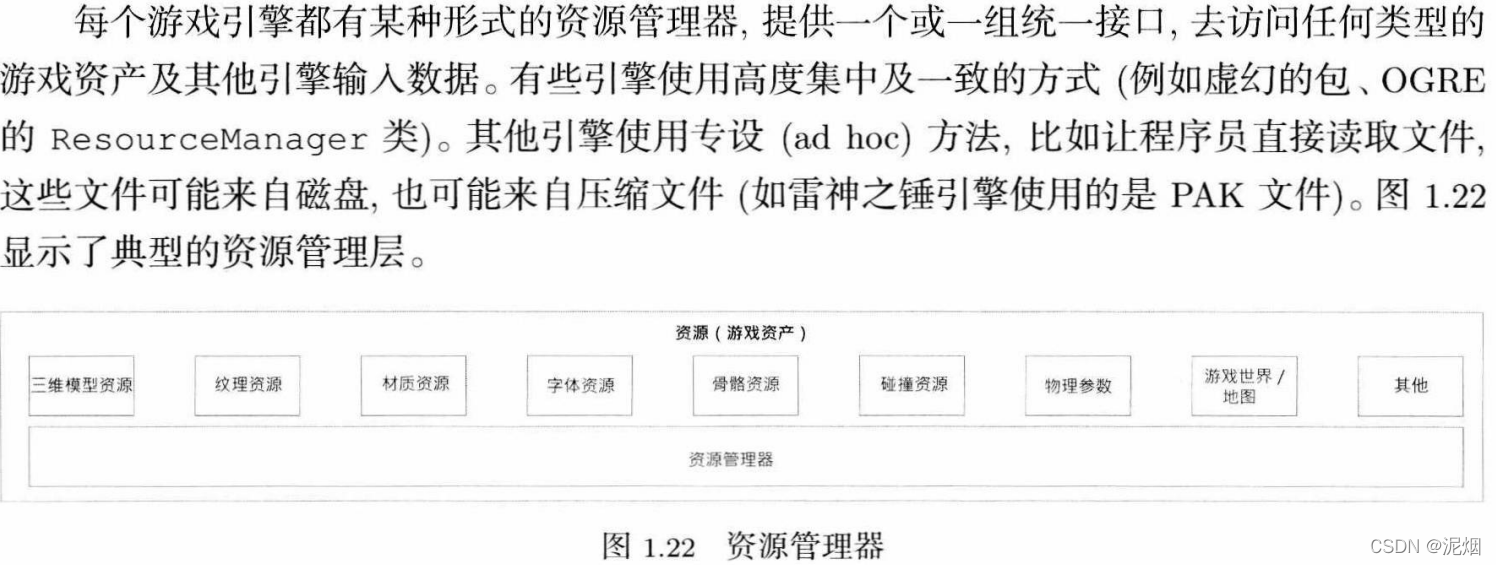 每个游戏引擎都有某种形式的资源管理器, 提供一个或一组统一接口, 去访问任何类型的
游戏资产及其他引擎输入数据。有些引擎使用高度集中及一致的方式 (例如虚幻的包、OGRE
的 ResourceManager 类)。其他引擎使用专设 (ad hoc) 方法, 比如让程序员直接读取文件,
这些文件可能来自磁盘, 也可能来自压缩文件 (如雷神之锤引擎使用的是 PAK 文件)。图 1.22
显示了典型的资源管理层。
资源 ( 游戏资产 )
三维模型资源
纹理资源
材质资源
字体资源
骨骼资源
碰撞资源
物理参数
游戏世界 /
地图
其他
资源管理器
图 1.22 资源管理器
CSDN @泥烟